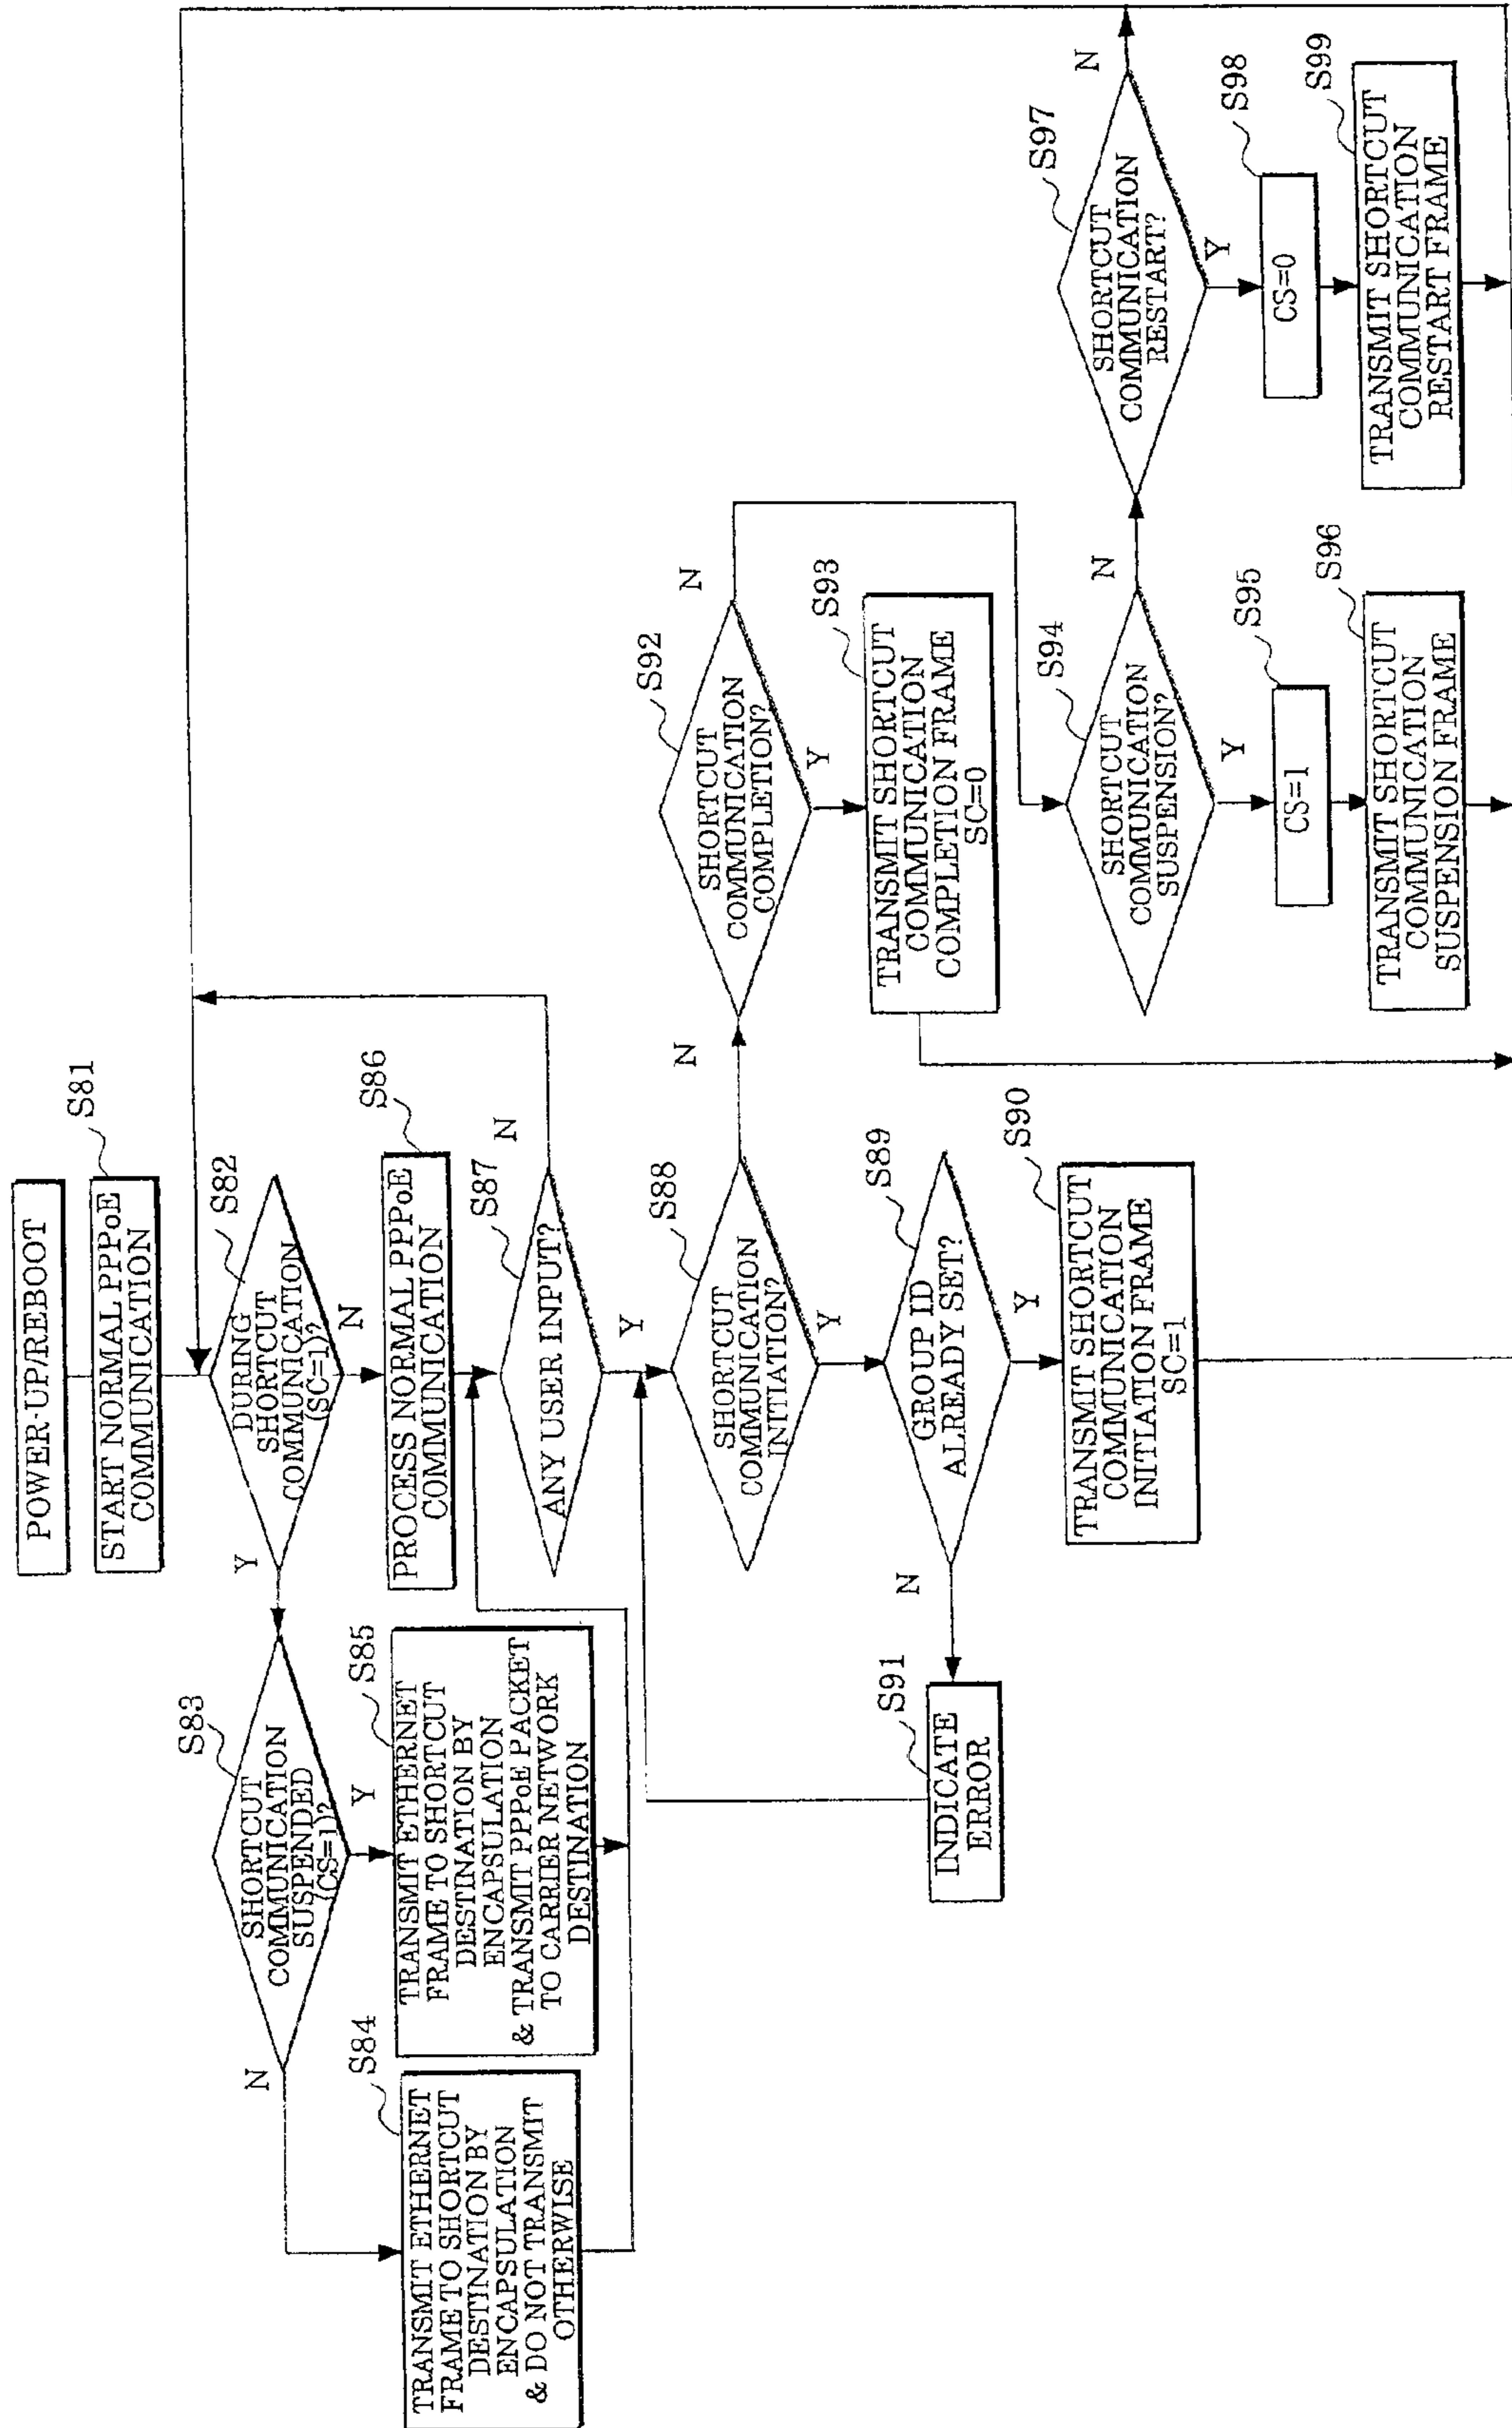 POWER-UP/REBOOT
START NORMAL PPPoE
COMMUNICATION
S81
DURING
SHORTCUT
COMMUNICATION
(SC=1)?
S82
Y
N
SHORTCUT
COMMUNICATION
SUSPENDED
(CS=1)?
S83
N
Y
TRANSMIT ETHERNET
FRAME TO SHORTCUT
DESTINATION BY
ENCAPSULATION
& DO NOT TRANSMIT
OTHERWISE
S84
TRANSMIT ETHERNET
FRAME TO SHORTCUT
DESTINATION BY
ENCAPSULATION
& TRANSMIT PPPoE PACKET
TO CARRIER NETWORK
DESTINATION
S85
PROCESS NORMAL PPPoE
COMMUNICATION
S86
ANY USER INPUT?
S87
N
Y
SHORTCUT
COMMUNICATION
INITIATION?
S88
N
Y
GROUP ID
ALREADY SET?
S89
N
Y
INDICATE
ERROR
S91
TRANSMIT SHORTCUT
COMMUNICATION
INITIATION FRAME
SC=1
S90
SHORTCUT
COMMUNICATION
COMPLETION?
S92
N
Y
TRANSMIT SHORTCUT
COMMUNICATION
COMPLETION FRAME
SC=0
S93
SHORTCUT
COMMUNICATION
SUSPENSION?
S94
N
Y
CS=1
S95
TRANSMIT SHORTCUT
COMMUNICATION
SUSPENSION FRAME
S96
SHORTCUT
COMMUNICATION
RESTART?
S97
N
Y
CS=0
S98
TRANSMIT SHORTCUT
COMMUNICATION
RESTART FRAME
S99